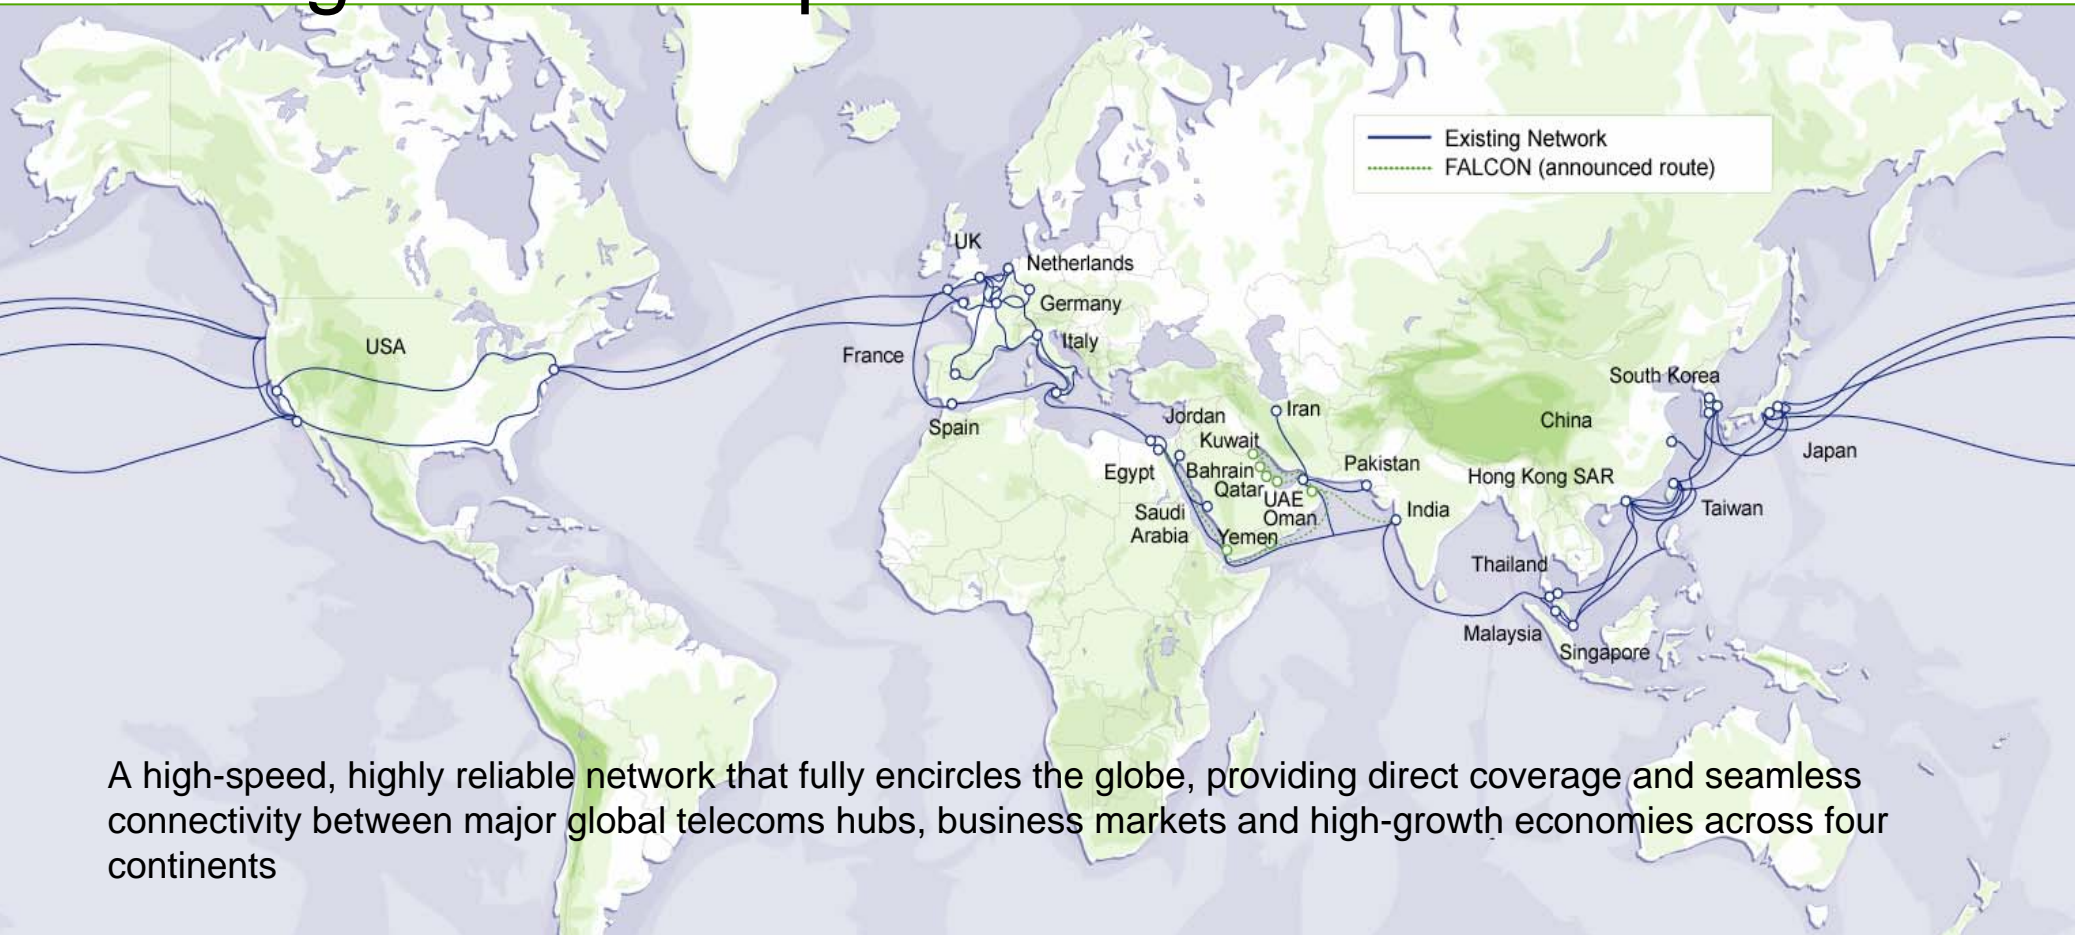 Existing Network
FALCON (announced route)
UK
Netherlands
Germany
USA
Italy
France
South Korea
Iran
Jordan
China
Spain
Kuwait
Japan
Pakistan
Egypt
Bahrain
Hong Kong SAR
Qatar
UAE
India
Taiwan
Saudi
Arabia
Oman
Yemen
Thailand
Malaysia
Singapore
A high-speed, highly reliable network that fully encircles the globe, providing direct coverage and seamless
connectivity between major global telecoms hubs, business markets and high-growth economies across four
continents